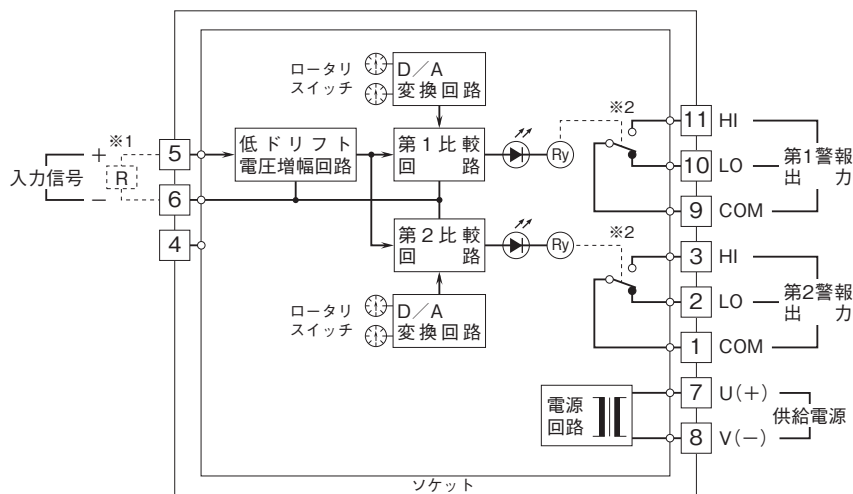 ロータリ
スイッチ
D/A
変換回路
※1
※2
11 HI
入力信号
+
R
−
5
6
4
低ドリフト
電圧増幅回路
第1比較
回路
Ry
10 LO
第1警報
出力
9 COM
第2比較
回路
Ry
※2
3 HI
2 LO
第2警報
出力
1 COM
ロータリ
スイッチ
D/A
変換回路
電源
回路
7 U(+)
供給電源
8 V(−)
ソケット